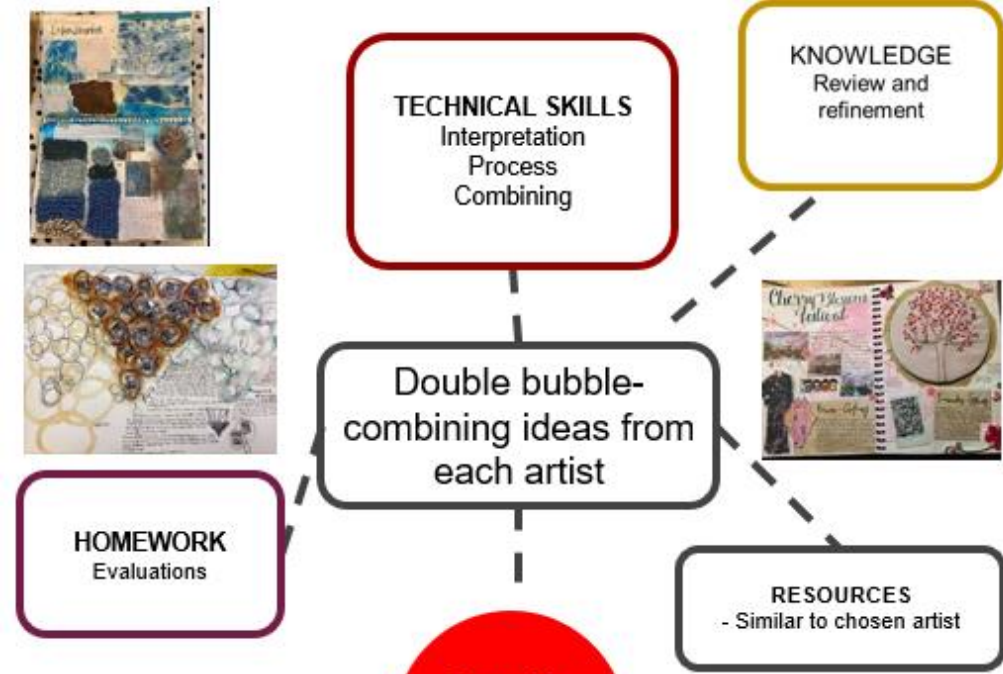 TECHNICAL SKILLS
Interpretation
Process
Combining
KNOWLEDGE
Review and
refinement
Cherry Blossom
festival
Double bubble-
combining ideas from
each artist
HOMEWORK
Evaluations
RESOURCES
- Similar to chosen artist